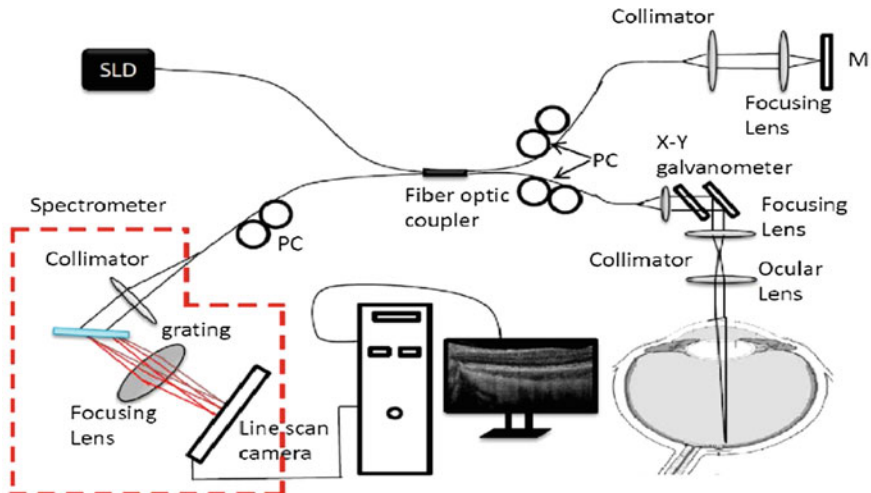 Collimator
SLD
M
Focusing
Lens
X-Y
galvanometer
PC
Fiber optic
coupler
Focusing
Lens
Spectrometer
PC
Collimator
Collimator
Ocular
Lens
grating
Focusing
Lens
Line scan
camera